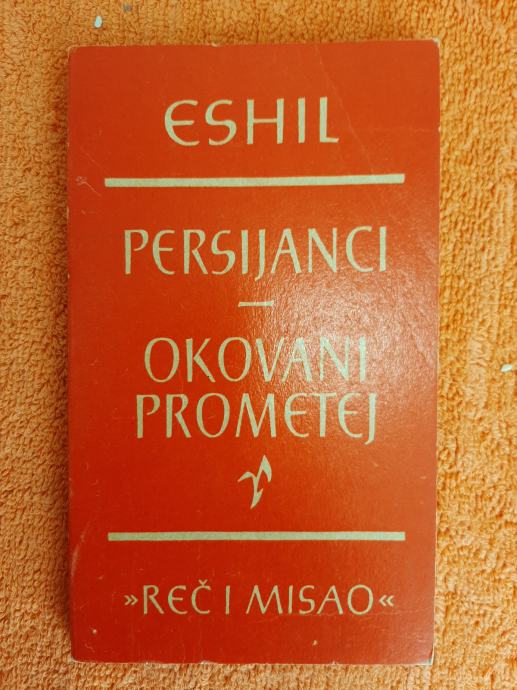 ESHIL
PERSIJANCI
—
OKOVANI
PROMETEJ
»REČ I MISAO«